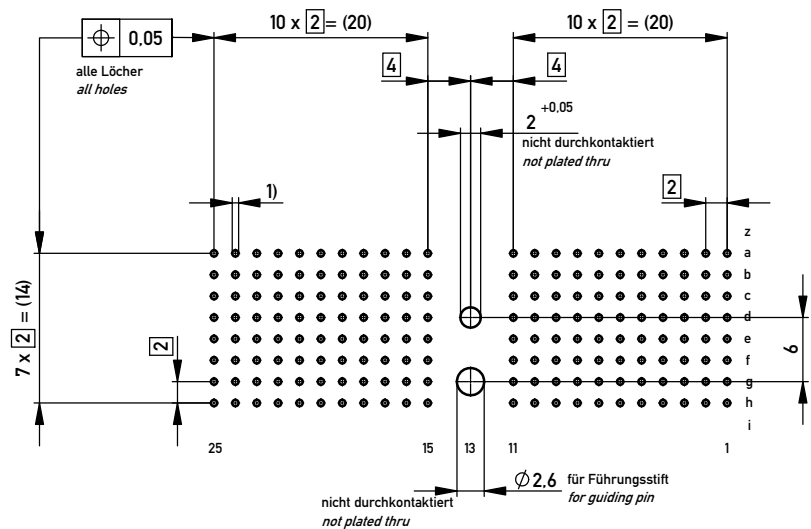 10 x 2 = (20)
10 x 2 = (20)
0,05
alle Löcher
all holes
4
4
2 +0,05
nicht durchkontaktiert
not plated thru
1)
2
z
a
b
c
d
e
f
g
h
i
7 x 2 = (14)
2
6
25
15
13
11
1
Ø 2,6 für Führungsstift
for guiding pin
nicht durchkontaktiert
not plated thru